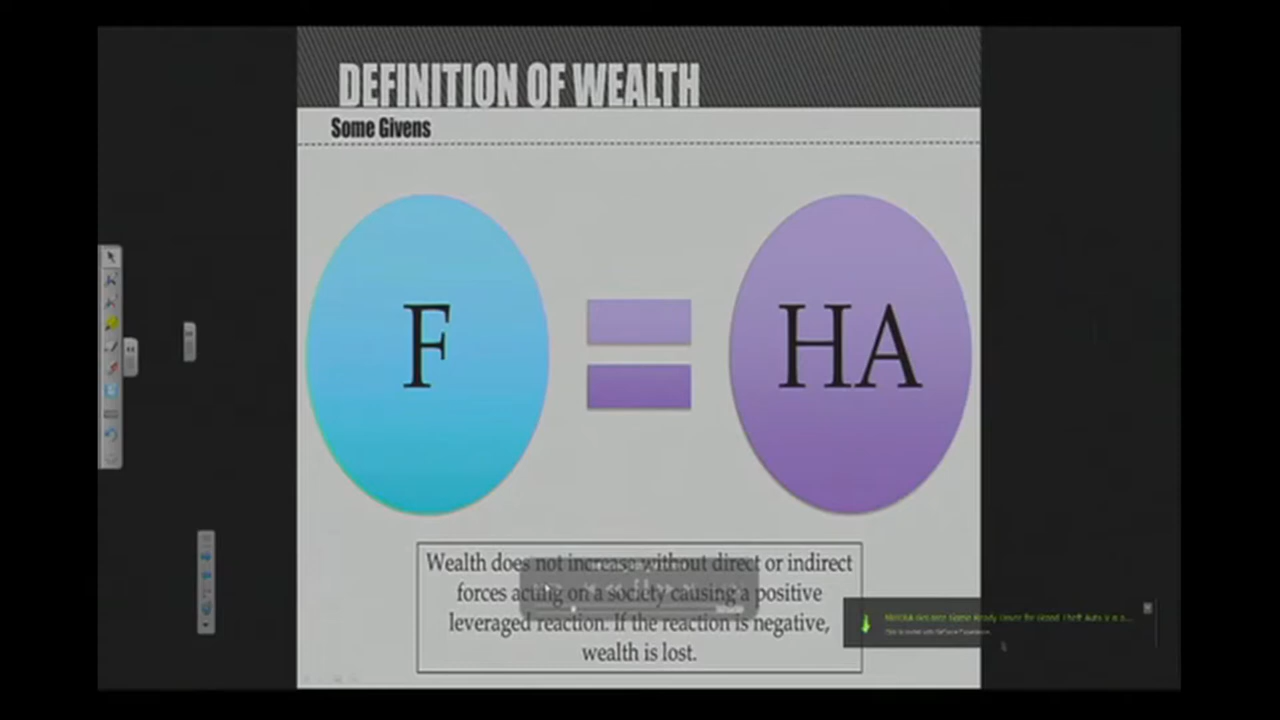 DEFINITION OF WEALTH
Some Givens
F
HA
Wealth does not increase without direct or indirect
forces acting on a society causing a positive
leveraged reaction. If the reaction is negative,
wealth is lost.